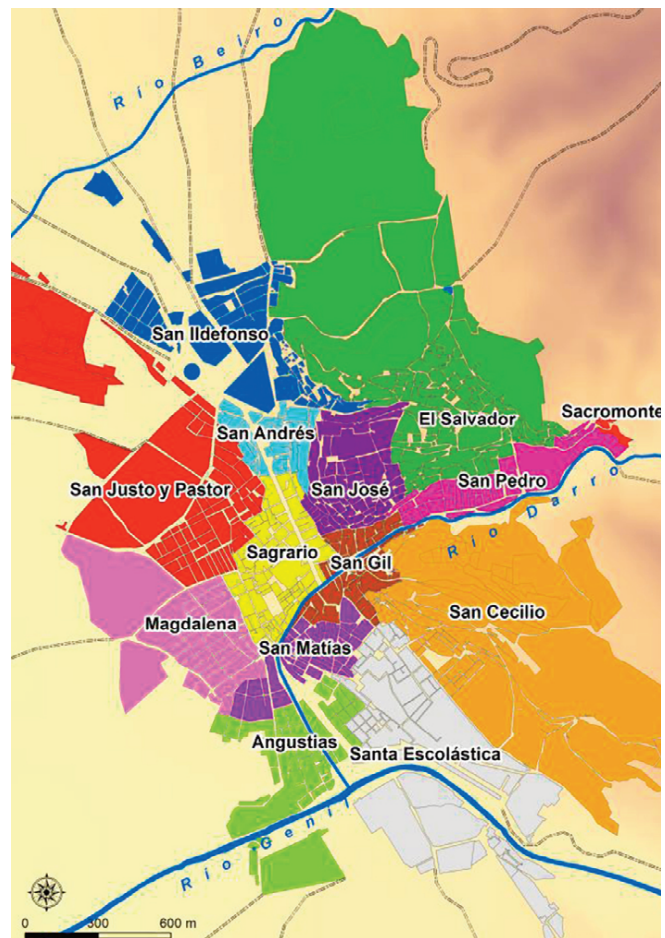 Río Beiro
San Ildefonso
El Salvador
Sacromonte
San Andrés
San Pedro
San Justo y Pastor
San José
Río Darro
Sagrario
San Gil
San Cecilio
Magdalena
San Matías
Angustias
Santa Escolástica
Río Genil
0 300 600 m